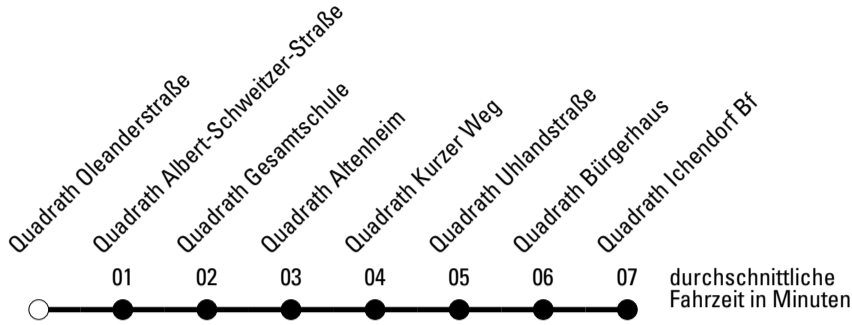 Quadrath Oleanderstraße
Quadrath Albert-Schweitzer-Straße
Quadrath Gesamtschule
Quadrath Altenheim
Quadrath Kurzer Weg
Quadrath Uhlandstraße
Quadrath Bürgerhaus
Quadrath Ichendorf Bf
01 02 03 04 05 06 07
durchschnittliche
Fahrzeit in Minuten